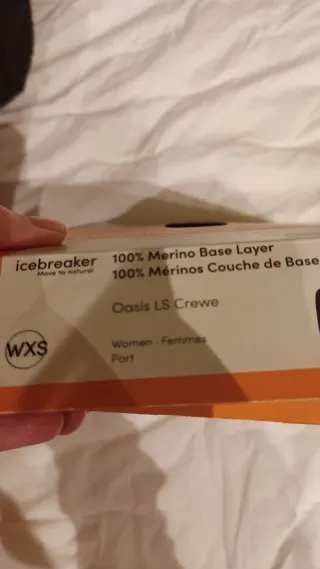 icebreaker
Move to natural
100% Merino Base Layer
100% Mérinos Couche de Base
Oasis LS Crewe
WXS
Women - Femmes
Port